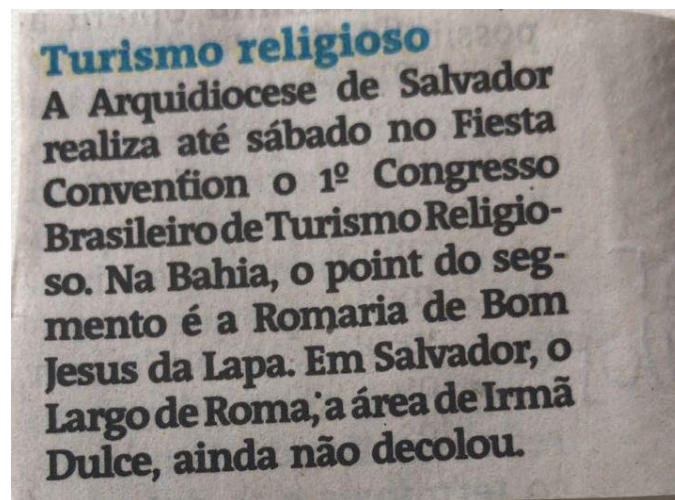 Turismo religioso
A Arquidiocese de Salvador
realiza até sábado no Fiesta
Convention o 1º Congresso
Brasileiro de Turismo Religio-
so. Na Bahia, o point do seg-
mento é a Romaria de Bom
Jesus da Lapa. Em Salvador, o
Largo de Roma, a área de Irmã
Dulce, ainda não decolou.